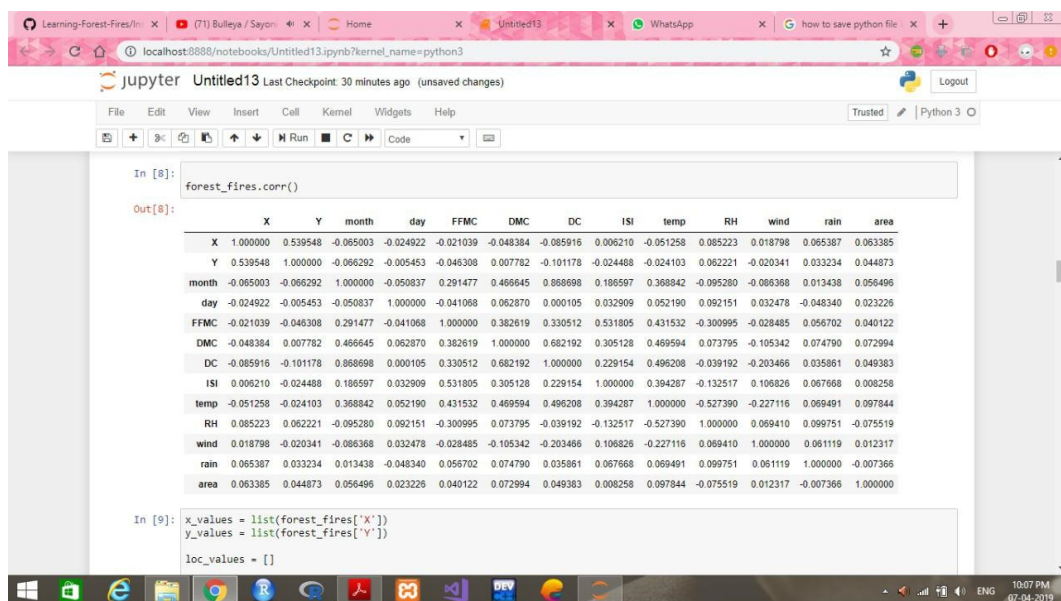 Learning-Forest-Fires/In
(71) Bulleya / Sayon
Home
Untitled13
WhatsApp
how to save python file
localhost:8888/notebooks/Untitled13.ipynb?kernel_name=python3
jupyter Untitled13 Last Checkpoint: 30 minutes ago (unsaved changes)
Logout
File Edit View Insert Cell Kernel Widgets Help
Trusted Python 3
Run Code
In [8]:
forest_fires.corr()
Out[8]:
X Y month day FFMC DMC DC ISI temp RH wind rain area
X 1.000000 0.539548 -0.065003 -0.024922 -0.021039 -0.048384 -0.085916 0.006210 -0.051258 0.085223 0.018798 0.065387 0.063385
Y 0.539548 1.000000 -0.066292 -0.005453 -0.046308 0.007782 -0.101178 -0.024488 -0.024103 0.062221 -0.020341 0.033234 0.044873
month -0.065003 -0.066292 1.000000 -0.050837 0.291477 0.466645 0.868698 0.186597 0.368842 -0.095280 -0.086368 0.013438 0.056496
day -0.024922 -0.005453 -0.050837 1.000000 -0.041068 0.062870 0.000105 0.032909 0.052190 0.092151 0.032478 -0.048340 0.023226
FFMC -0.021039 -0.046308 0.291477 -0.041068 1.000000 0.382619 0.330512 0.531805 0.431532 -0.300995 -0.028485 0.056702 0.040122
DMC -0.048384 0.007782 0.466645 0.062870 0.382619 1.000000 0.682192 0.305128 0.469594 0.073795 -0.105342 0.074790 0.072994
DC -0.085916 -0.101178 0.868698 0.000105 0.330512 0.682192 1.000000 0.229154 0.496208 -0.039192 -0.203466 0.035861 0.049383
ISI 0.006210 -0.024488 0.186597 0.032909 0.531805 0.305128 0.229154 1.000000 0.394287 -0.132517 0.106826 0.067668 0.008258
temp -0.051258 -0.024103 0.368842 0.052190 0.431532 0.469594 0.496208 0.394287 1.000000 -0.527390 -0.227116 0.069491 0.097844
RH 0.085223 0.062221 -0.095280 0.092151 -0.300995 0.073795 -0.039192 -0.132517 -0.527390 1.000000 0.069410 0.099751 -0.075519
wind 0.018798 -0.020341 -0.086368 0.032478 -0.028485 -0.105342 -0.203466 0.106826 -0.227116 0.069410 1.000000 0.061119 0.012317
rain 0.065387 0.033234 0.013438 -0.048340 0.056702 0.074790 0.035861 0.067668 0.069491 0.099751 0.061119 1.000000 -0.007366
area 0.063385 0.044873 0.056496 0.023226 0.040122 0.072994 0.049383 0.008258 0.097844 -0.075519 0.012317 -0.007366 1.000000
In [9]: x_values = list(forest_fires['X'])
y_values = list(forest_fires['Y'])
loc_values = []
DEV
ENG
10:07 PM
07-04-2019